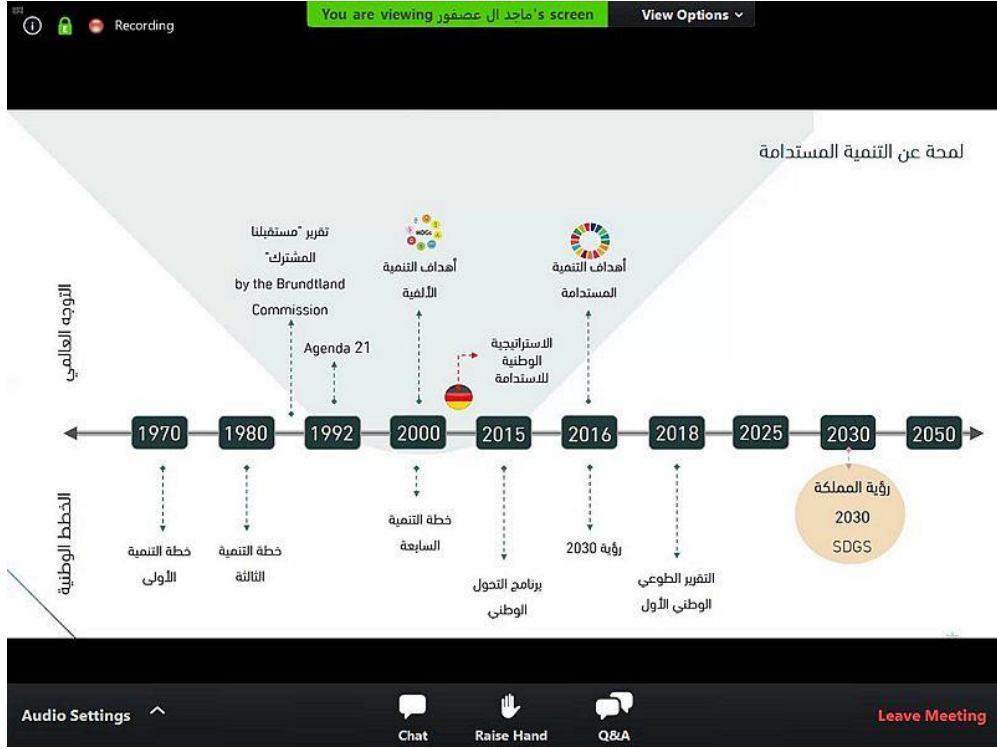 Recording
You are viewing ماجد ال عصفور's screen
View Options
لمحة عن التنمية المستدامة
التوجه العالمي
تقرير "مستقبلنا
المشترك"
by the Brundtland
Commission
Agenda 21
MDGs
أهداف التنمية
الألفية
الاستراتيجية
الوطنية
للاستدامة
أهداف التنمية
المستدامة
1970
1980
1992
2000
2015
2016
2018
2025
2030
2050
الخطط الوطنية
خطة التنمية
الأولى
خطة التنمية
الثالثة
خطة التنمية
السابعة
برنامج التحول
الوطني
رؤية 2030
التقرير الطوعي
الوطني الأول
رؤية المملكة
2030
SDGS
Audio Settings
Chat
Raise Hand
Q&A
Leave Meeting